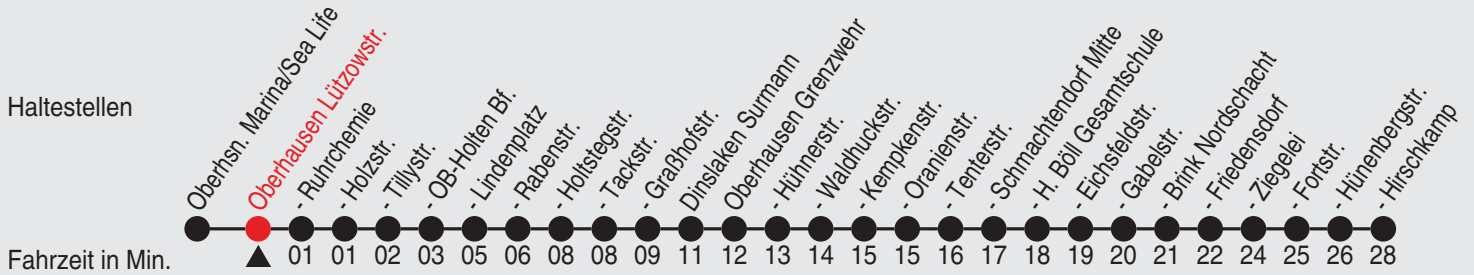 Haltestellen
Oberhsn. Marina/Sea Life
Oberhausen Lützowstr.
- Ruhrchemie
- Holzstr.
- Tillystr.
- OB-Holten Bf.
- Lindenplatz
- Rabenstr.
- Holtstegstr.
- Tackstr.
- Graßhofstr.
Dinslaken Surmann
Oberhausen Grenzwehr
- Hühnerstr.
- Waldhuckstr.
- Kempkenstr.
- Oranienstr.
- Tenterstr.
- Schmachtendorf Mitte
- H. Böll Gesamtschule
- Eichsfeldstr.
- Gabelstr.
- Brink Nordschacht
- Friedensdorf
- Ziegelei
- Fortstr.
- Hünenbergstr.
- Hirschkamp
Fahrzeit in Min. 01 01 02 03 05 06 08 08 09 11 12 13 14 15 15 16 17 18 19 20 21 22 24 25 26 28